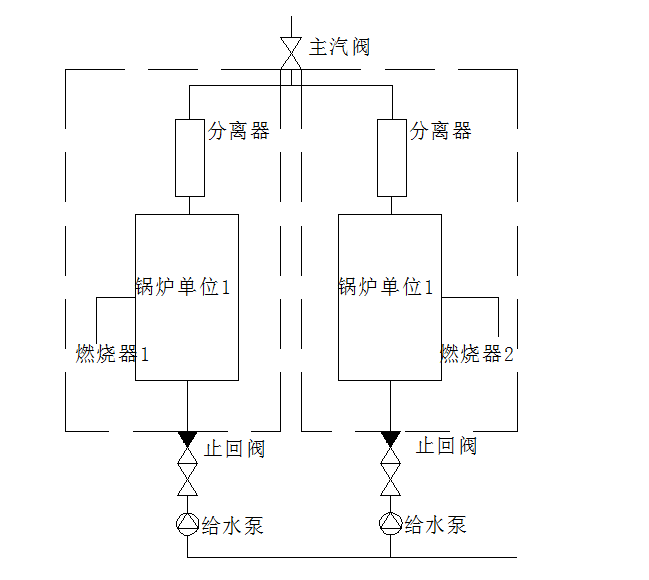 主汽阀
分离器
分离器
锅炉单位1
锅炉单位1
燃烧器1
燃烧器2
止回阀
止回阀
给水泵
给水泵